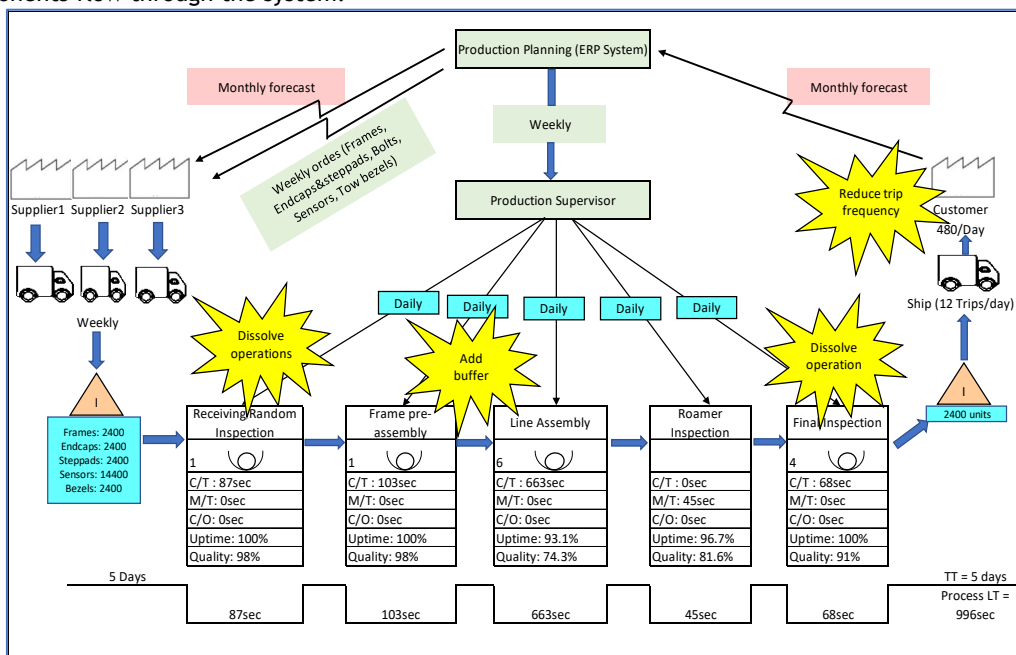 Production Planning (ERP System)
Monthly forecast
Monthly forecast
Weekly
Weekly ordes (Frames,
Endcaps&steppads, Bolts,
Sensors, Tow bezels)
Reduce trip
frequency
Supplier1
Supplier2
Supplier3
Production Supervisor
Customer
480/Day
Ship (12 Trips/day)
Weekly
Daily
Daily
Daily
Daily
Daily
Dissolve
operations
Add
buffer
Dissolve
operation
I
Frames: 2400
Endcaps: 2400
Steppads: 2400
Sensors: 14400
Bezels: 2400
Receiving/Random
Inspection
1
C/T : 87sec
M/T: 0sec
C/O: 0sec
Uptime: 100%
Quality: 98%
Frame pre-
assembly
1
C/T : 103sec
M/T: 0sec
C/O: 0sec
Uptime: 100%
Quality: 98%
Line Assembly
6
C/T : 663sec
M/T: 0sec
C/O: 0sec
Uptime: 93.1%
Quality: 74.3%
Roamer
Inspection
C/T : 0sec
M/T: 45sec
C/O: 0sec
Uptime: 96.7%
Quality: 81.6%
Final Inspection
4
C/T : 68sec
M/T: 0sec
C/O: 0sec
Uptime: 100%
Quality: 91%
I
2400 units
5 Days
87sec
103sec
663sec
45sec
68sec
TT = 5 days
Process LT =
996sec